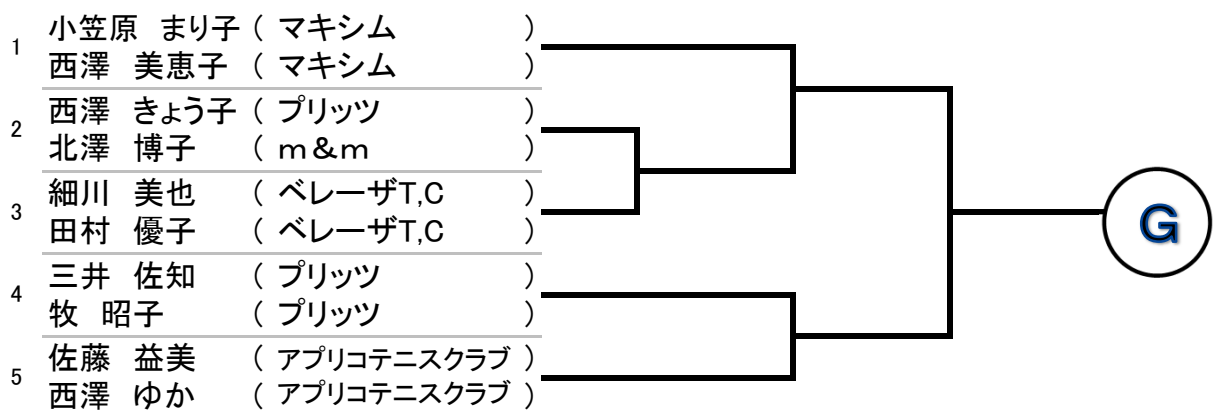 1
小笠原 まり子 ( マキシム )
西澤 美恵子 ( マキシム )
2
西澤 きょう子 ( プリッツ )
北澤 博子 ( m&m )
3
細川 美也 ( ベレーザT,C )
田村 優子 ( ベレーザT,C )
4
三井 佐知 ( プリッツ )
牧 昭子 ( プリッツ )
5
佐藤 益美 ( アプリコテニスクラブ )
西澤 ゆか ( アプリコテニスクラブ )
G